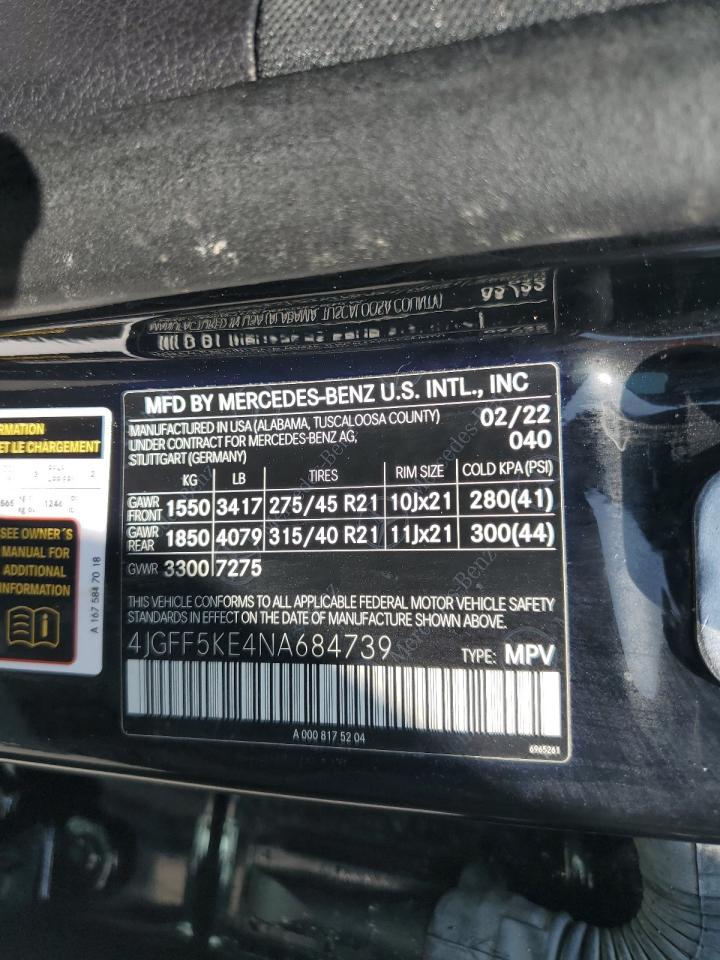 MFD BY MERCEDES-BENZ U.S. INTL., INC
MANUFACTURED IN USA (ALABAMA, TUSCALOOSA COUNTY) 02/22
UNDER CONTRACT FOR MERCEDES-BENZ AG, 040
STUTTGART (GERMANY)
KG LB TIRES RIM SIZE COLD KPA (PSI)
GAWR FRONT 1550 3417 275/45 R21 10Jx21 280(41)
GAWR REAR 1850 4079 315/40 R21 11Jx21 300(44)
GVWR 3300 7275
THIS VEHICLE CONFORMS TO ALL APPLICABLE FEDERAL MOTOR VEHICLE SAFETY
STANDARDS IN EFFECT ON THE DATE OF MANUFACTURE SHOWN ABOVE.
4JGFF5KE4NA684739 TYPE: MPV
A 000 817 52 04
6965261
ET LE CHARGEMENT
1246
SEE OWNER'S
MANUAL FOR
ADDITIONAL
INFORMATION
A 167 584 70 18